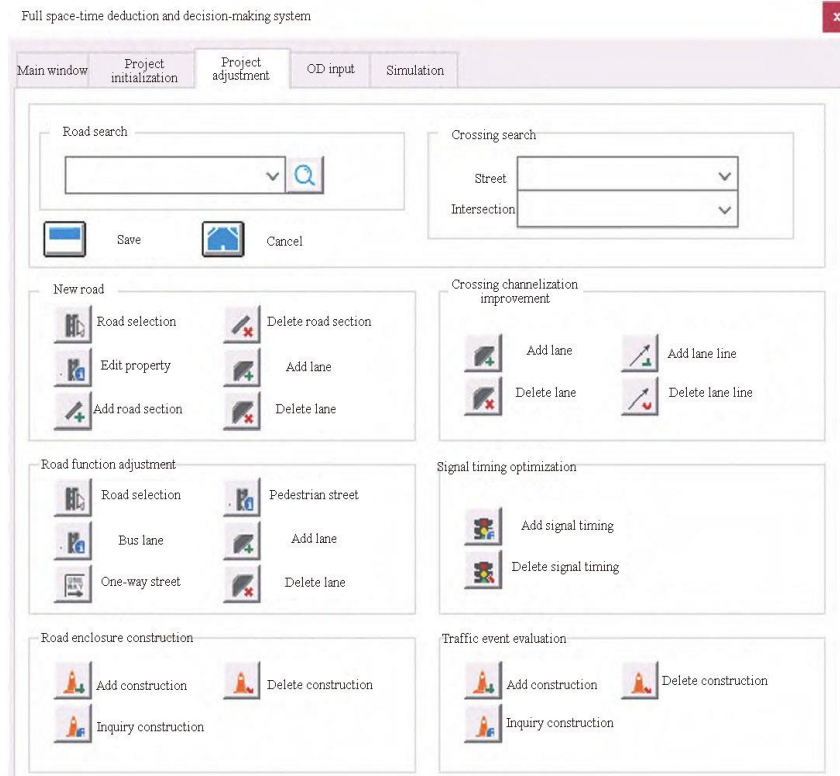 Full space-time deduction and decision-making system
x
Main window
Project
initialization
Project
adjustment
OD input
Simulation
Road search
Crossing search
Street
Intersection
Save
Cancel
New road
Road selection
Delete road section
Edit property
Add lane
Add road section
Delete lane
Crossing channelization
improvement
Add lane
Add lane line
Delete lane
Delete lane line
Road function adjustment
Road selection
Pedestrian street
Bus lane
Add lane
ONE
WAY
One-way street
Delete lane
Signal timing optimization
Add signal timing
Delete signal timing
Road enclosure construction
Add construction
Delete construction
Inquiry construction
Traffic event evaluation
Add construction
Delete construction
Inquiry construction